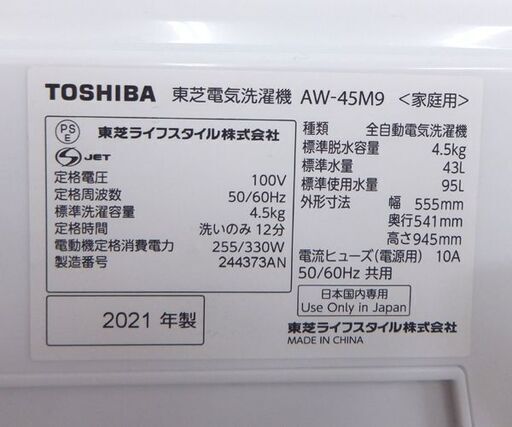 TOSHIBA 東芝電気洗濯機 AW-45M9 <家庭用>
PS E 東芝ライフスタイル株式会社
S JET
定格電圧 100V
定格周波数 50/60Hz
標準洗濯容量 4.5kg
定格時間 洗いのみ 12分
電動機定格消費電力 255/330W
製造番号 244373AN
2021 年製
種類 全自動電気洗濯機
標準脱水容量 4.5kg
標準水量 43L
標準使用水量 95L
外形寸法 幅 555mm
奥行541mm
高さ945mm
電流ヒューズ(電源用) 10A
50/60Hz 共用
日本国内専用
Use Only in Japan
東芝ライフスタイル株式会社
MADE IN CHINA